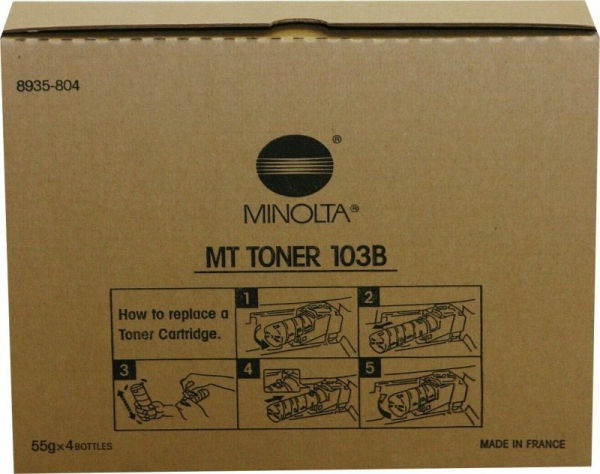 8935-804
®
MINOLTA®
MT TONER 103B
How to replace a
Toner Cartridge.
1
2
3
4
5
55g×4 BOTTLES
MADE IN FRANCE